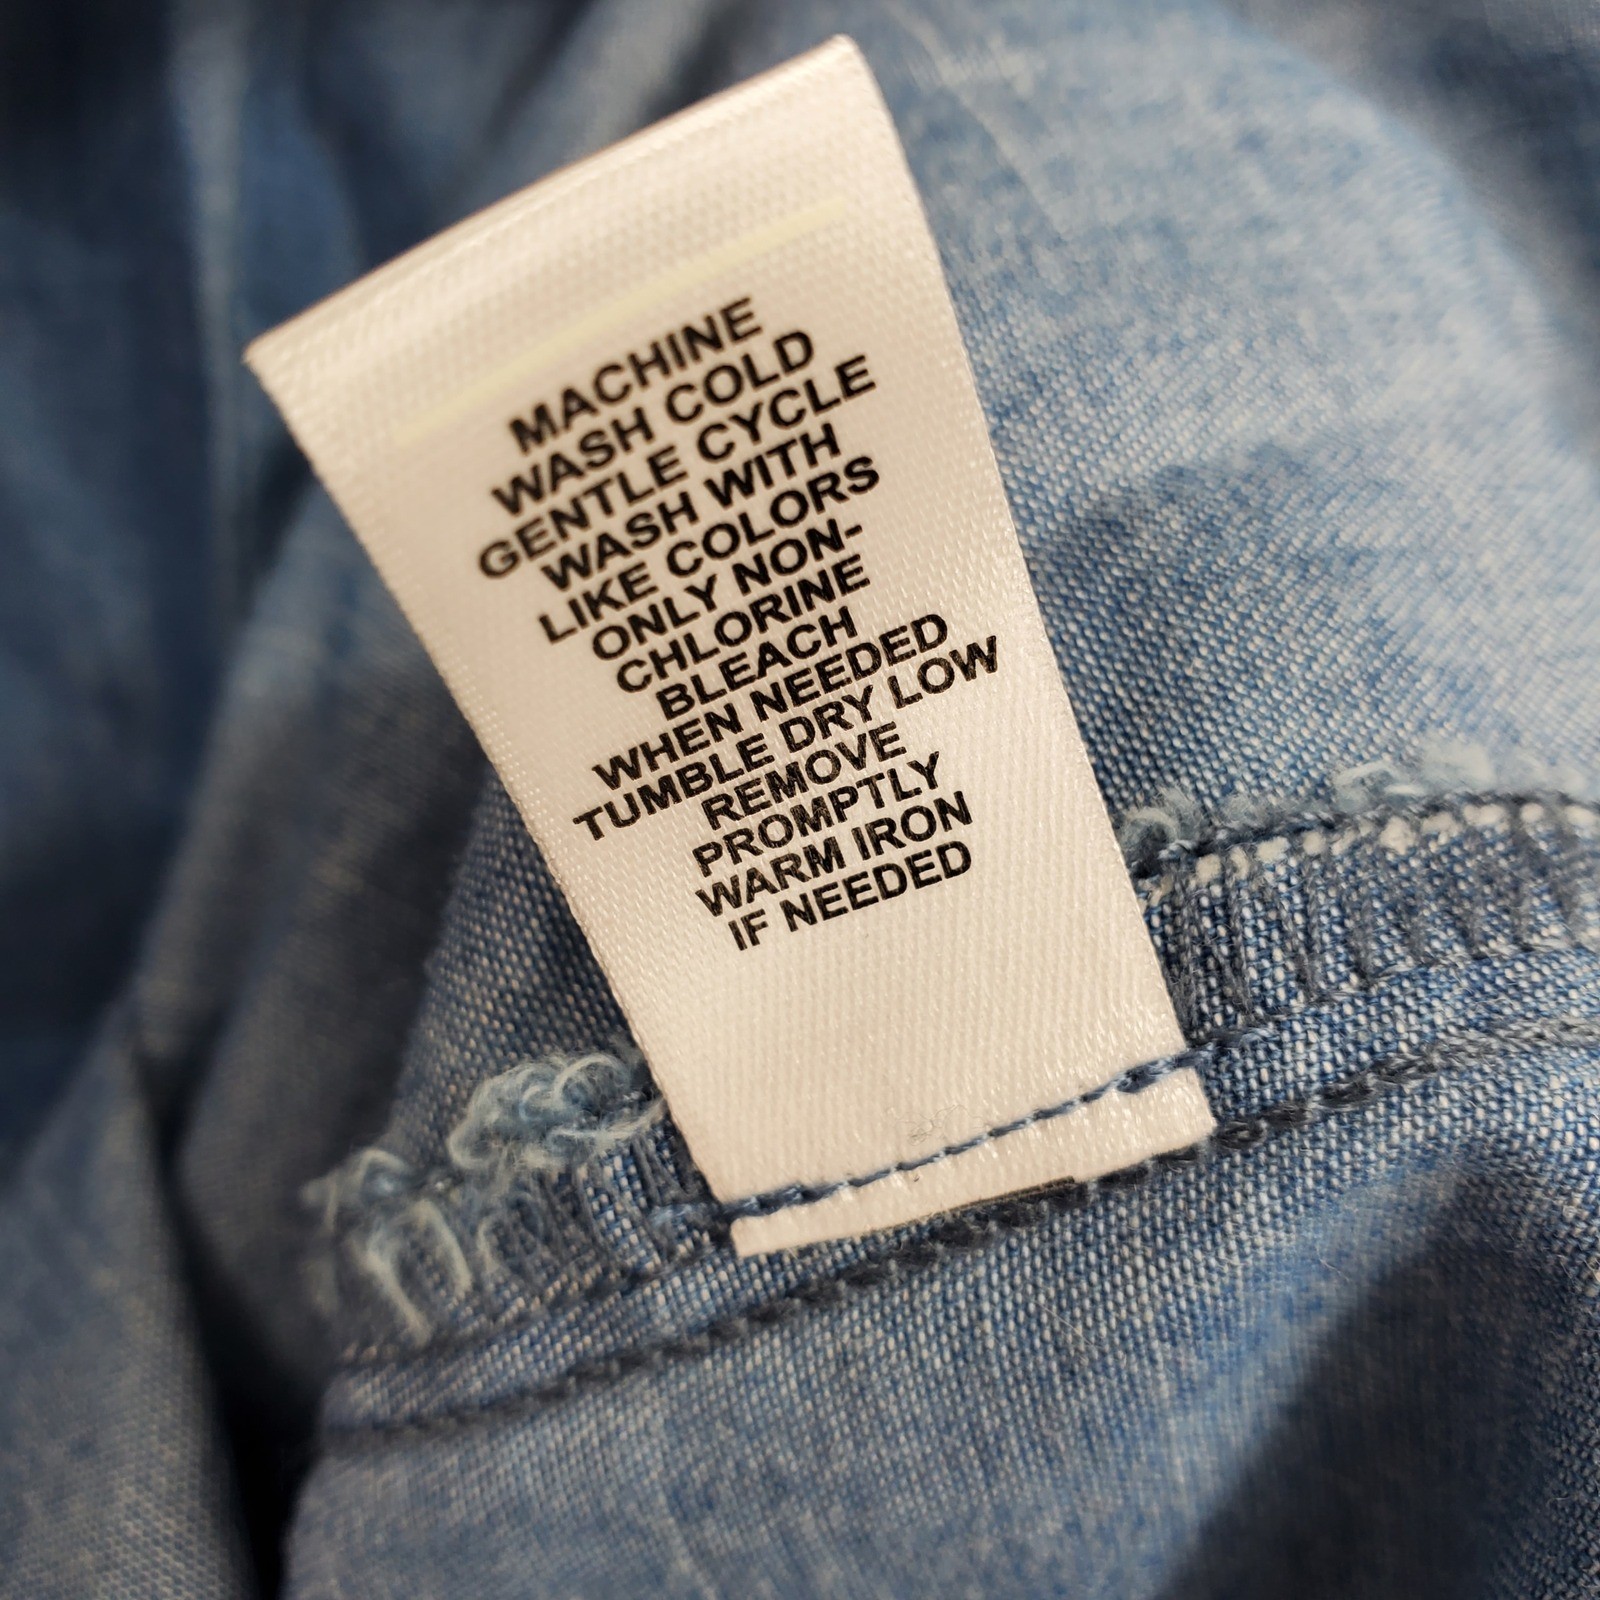 MACHINE
WASH COLD
GENTLE CYCLE
WASH WITH
LIKE COLORS
ONLY NON-
CHLORINE
BLEACH
WHEN NEEDED
TUMBLE DRY LOW
REMOVE
PROMPTLY
WARM IRON
IF NEEDED